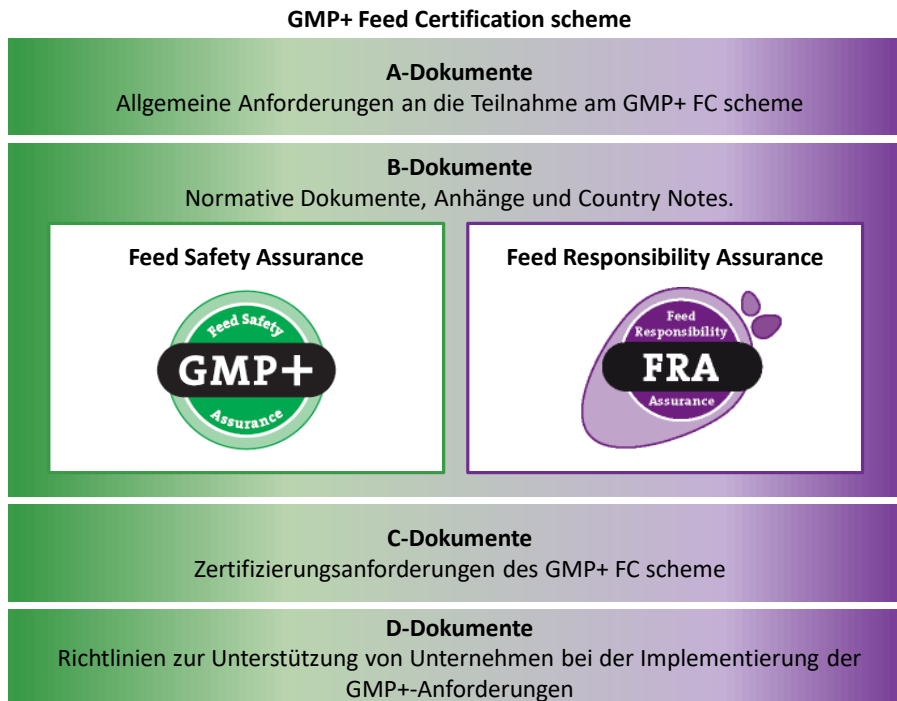 GMP+ Feed Certification scheme
A-Dokumente
Allgemeine Anforderungen an die Teilnahme am GMP+ FC scheme
B-Dokumente
Normative Dokumente, Anhänge und Country Notes.
Feed Safety Assurance
Feed Safety
GMP+
Assurance
Feed Responsibility Assurance
Feed
Responsibility
FRA
Assurance
C-Dokumente
Zertifizierungsanforderungen des GMP+ FC scheme
D-Dokumente
Richtlinien zur Unterstützung von Unternehmen bei der Implementierung der
GMP+-Anforderungen